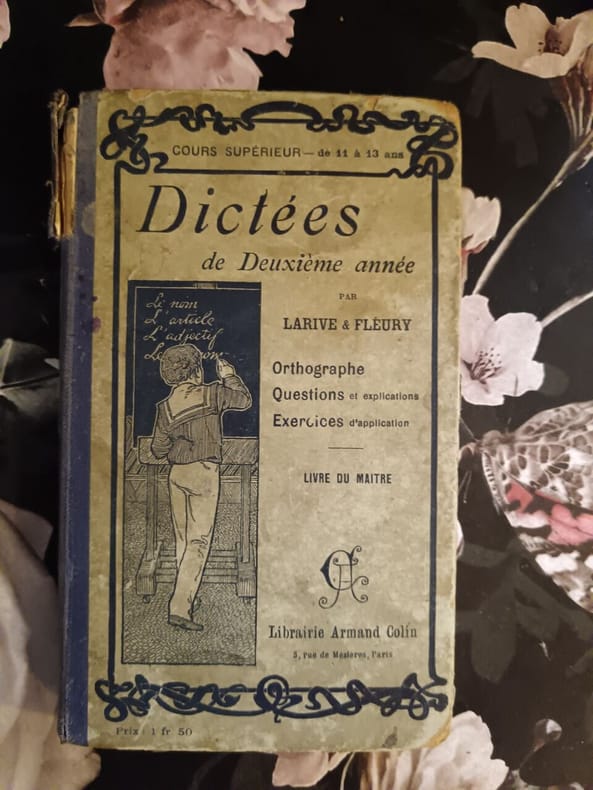 COURS SUPÉRIEUR — de 11 à 13 ans
Dictées
de Deuxième année
PAR
LARIVE & FLEURY
Orthographe
Questions et explications
Exercices d'application
LIVRE DU MAITRE
Le nom
L'article
L'adjectif
Le
AC
Librairie Armand Colin
5, rue de Mézières, Paris
Prix : 1 fr 50